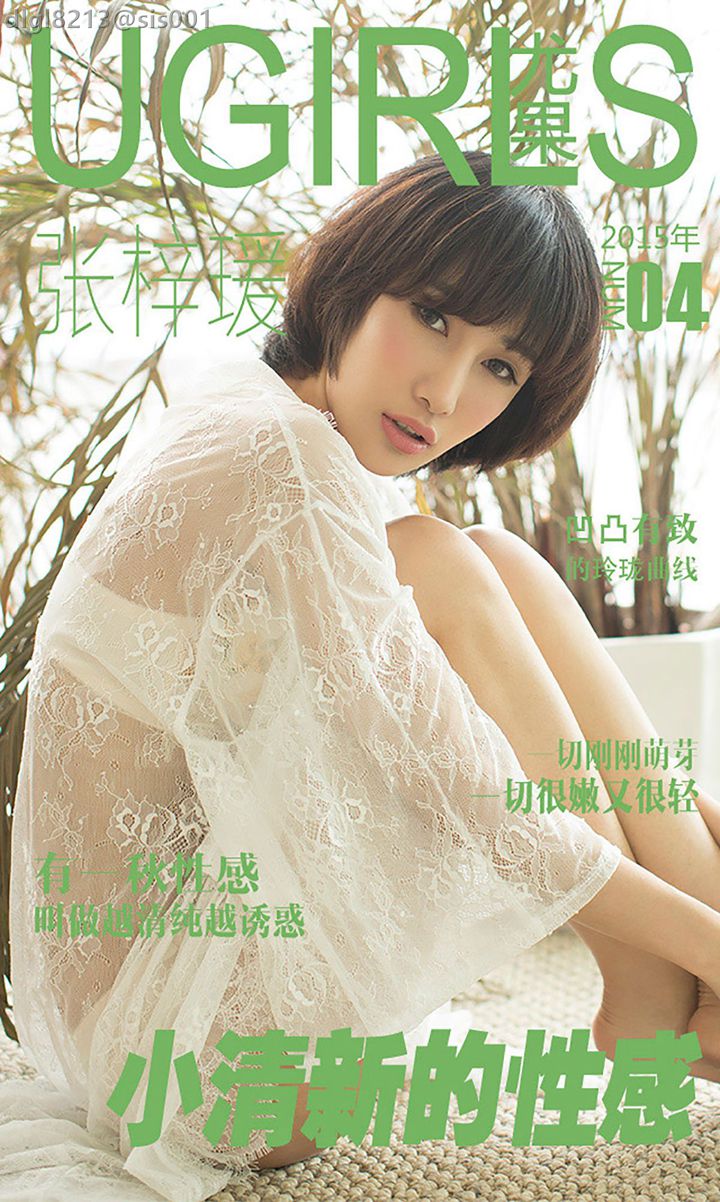 digi8213@sis001
UGIRLS
尤果
张梓瑗
2015年
NUM
04
凹凸有致
的玲珑曲线
一切刚刚萌芽
一切很嫩又很轻
有一秋性感
叫做越清纯越诱惑
小清新的性感